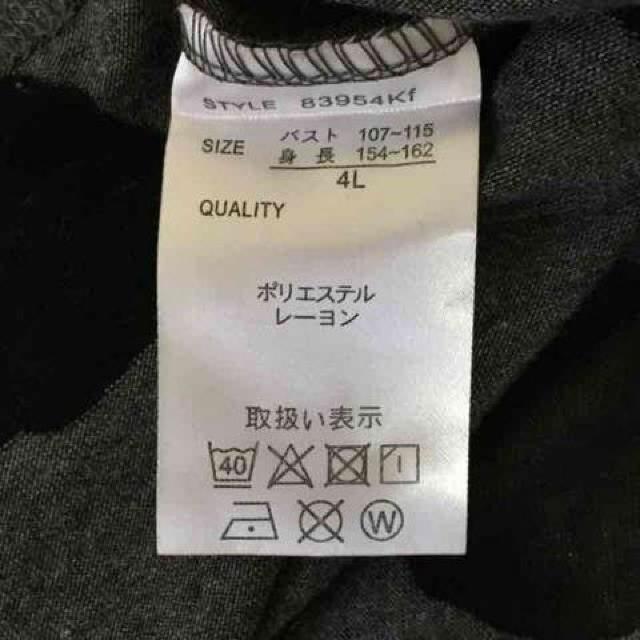 STYLE 83954Kf
SIZE バスト 107~115
身長 154~162
4L
QUALITY
ポリエステル
レーヨン
取扱い表示
40
W